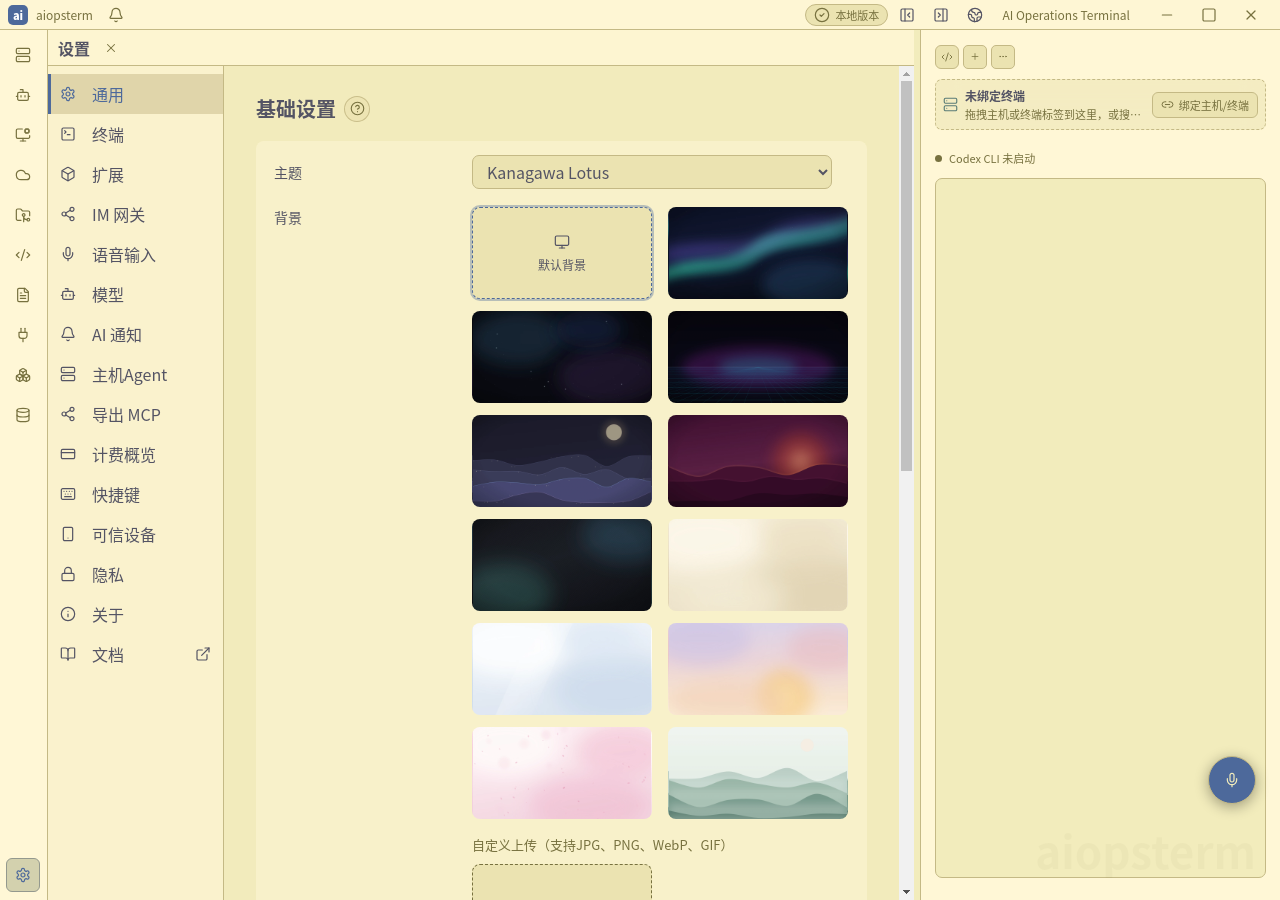 ai aiopsterm
本地版本
AI Operations Terminal
设置
通用
终端
扩展
IM 网关
语音输入
模型
AI 通知
主机Agent
导出 MCP
计费概览
快捷键
可信设备
隐私
关于
文档
基础设置
主题
Kanagawa Lotus
背景
默认背景
自定义上传（支持JPG、PNG、WebP、GIF）
未绑定终端
拖拽主机或终端标签到这里，或搜…
绑定主机/终端
Codex CLI 未启动
aiopsterm